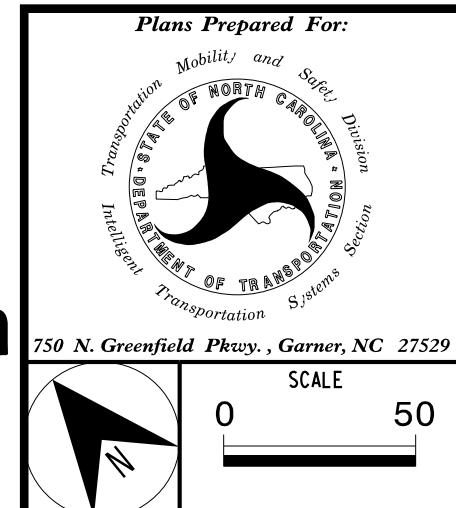 Plans Prepared For:
Transportation Mobility and Safety Division
STATE OF NORTH CAROLINA
DEPARTMENT OF TRANSPORTATION
Intelligent Transportation Systems Section
750 N. Greenfield Pkwy. , Garner, NC 27529
SCALE
0 50
N